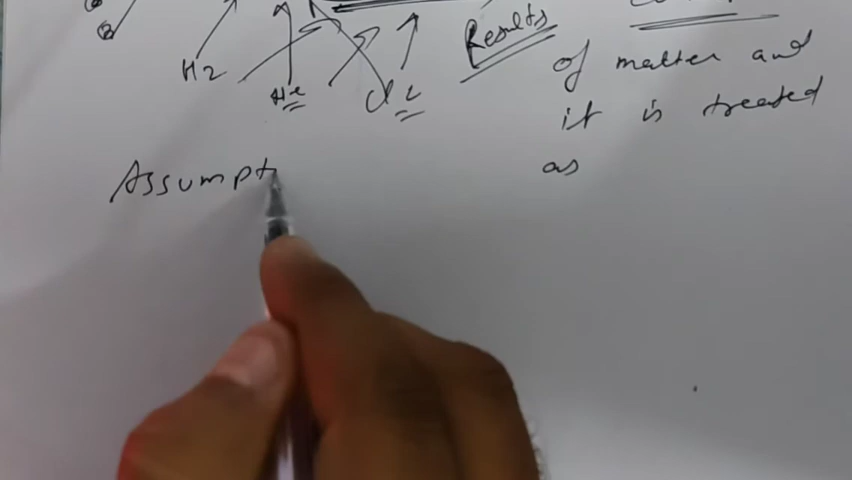 H2
He
Cl2
Results
of matter and
it is treated
as
Assumpt